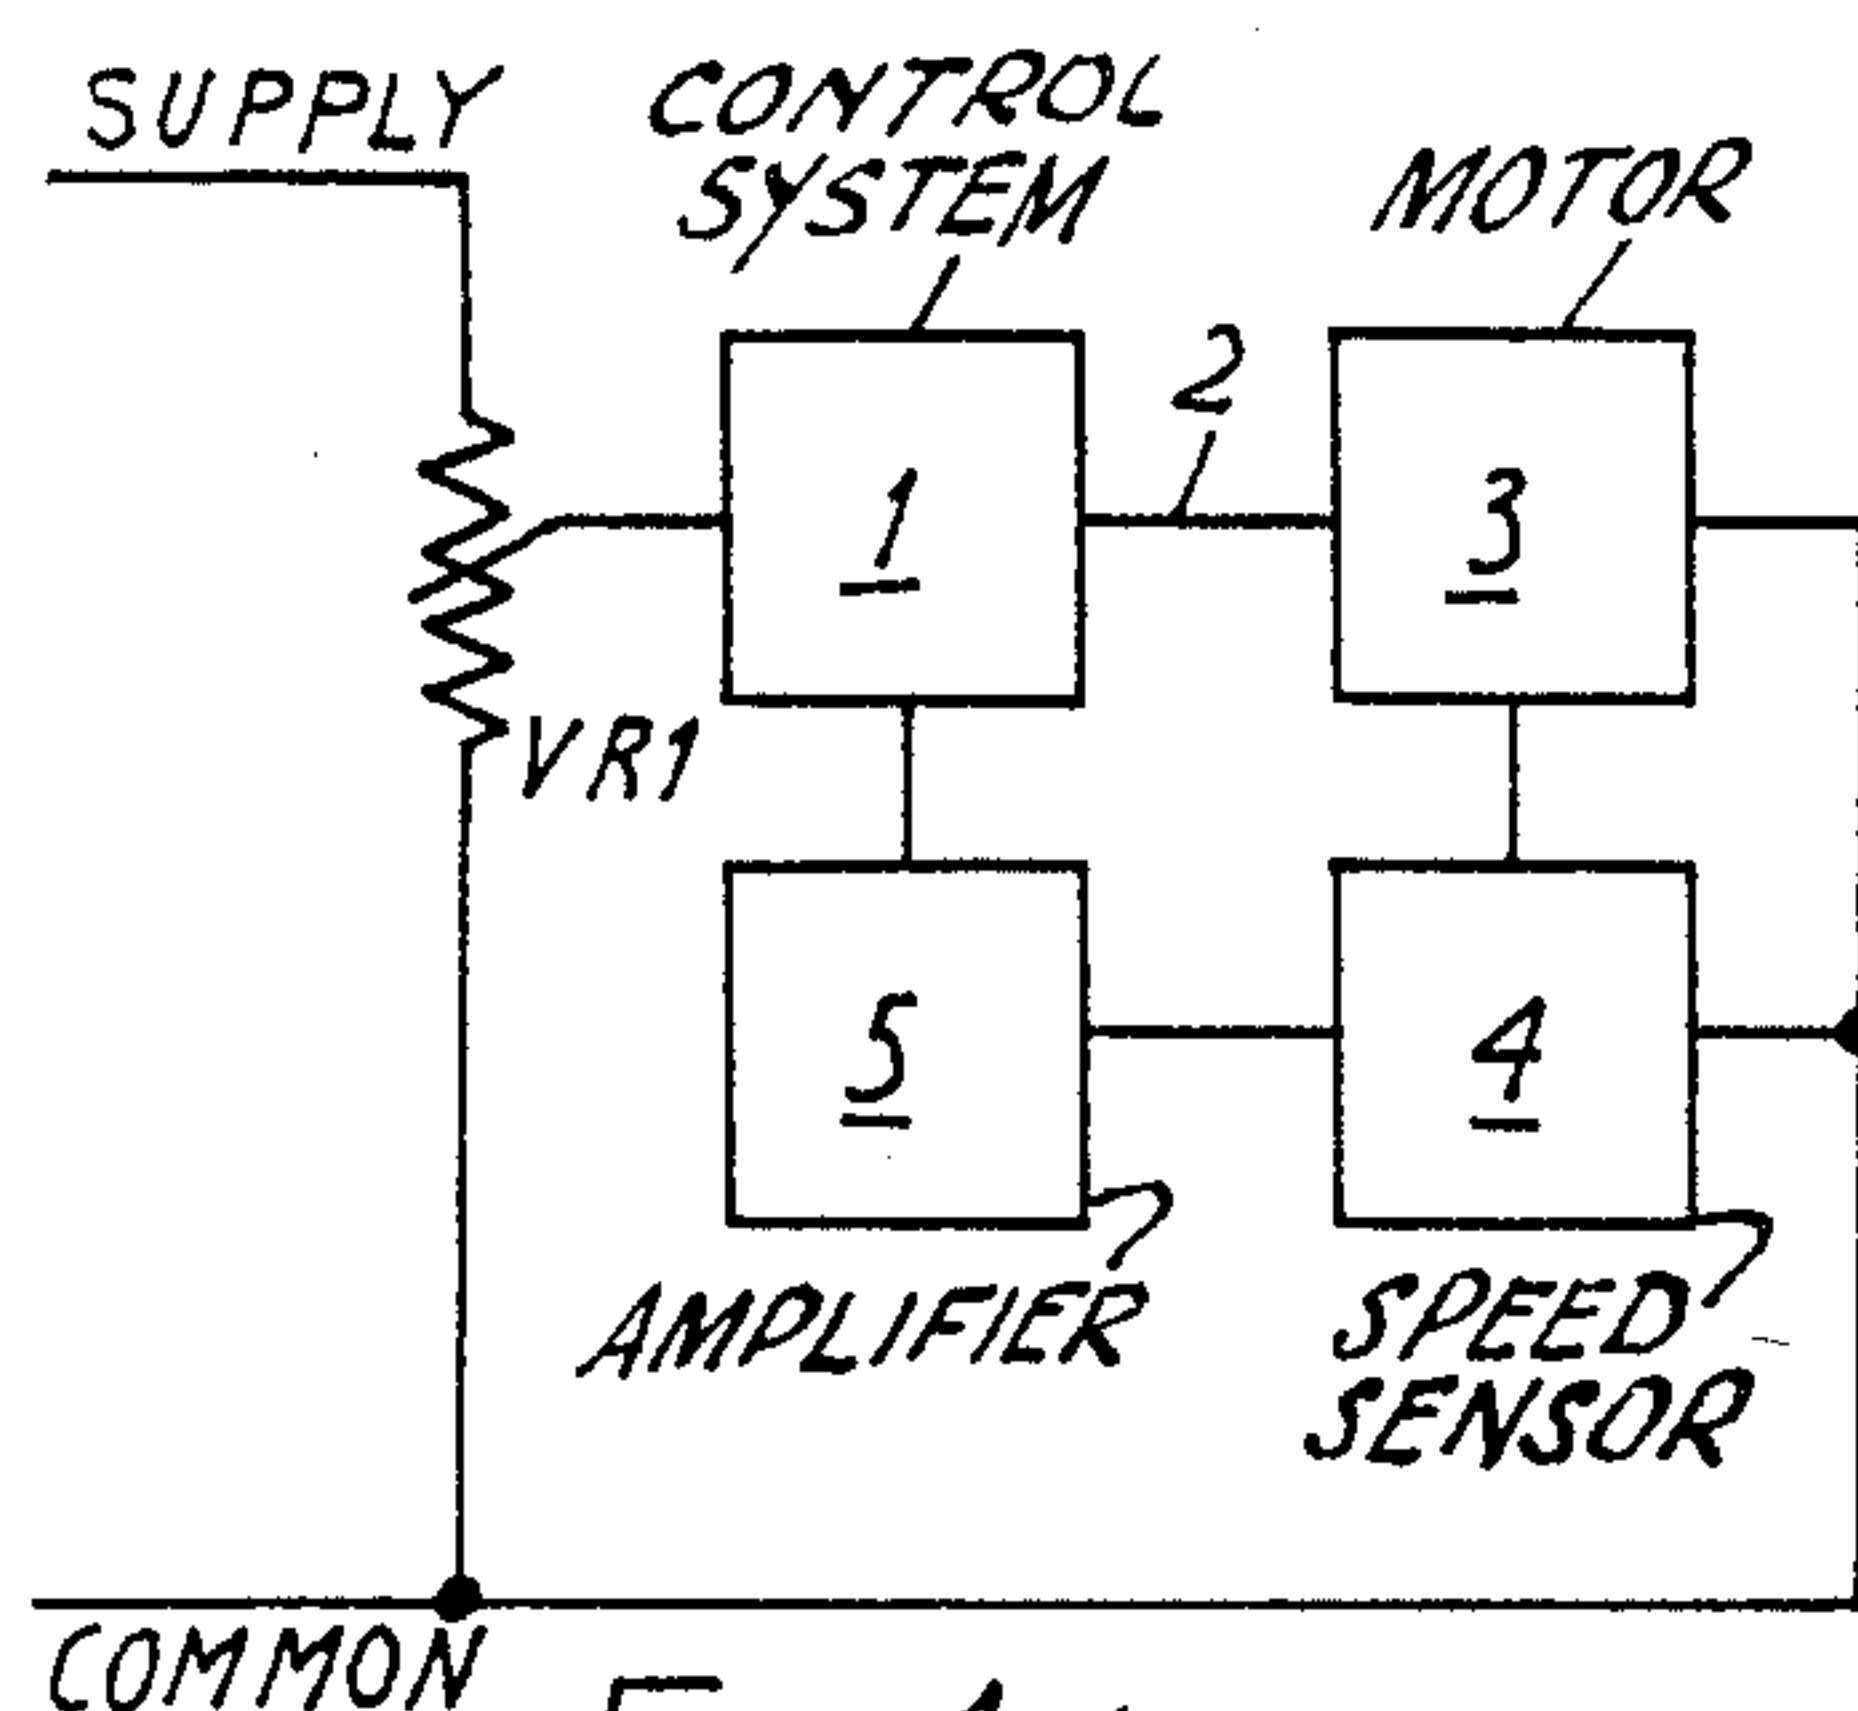 SUPPLY
CONTROL
SYSTEM
MOTOR
2
1
3
VR1
5
4
AMPLIFIER
SPEED
SENSOR
COMMON